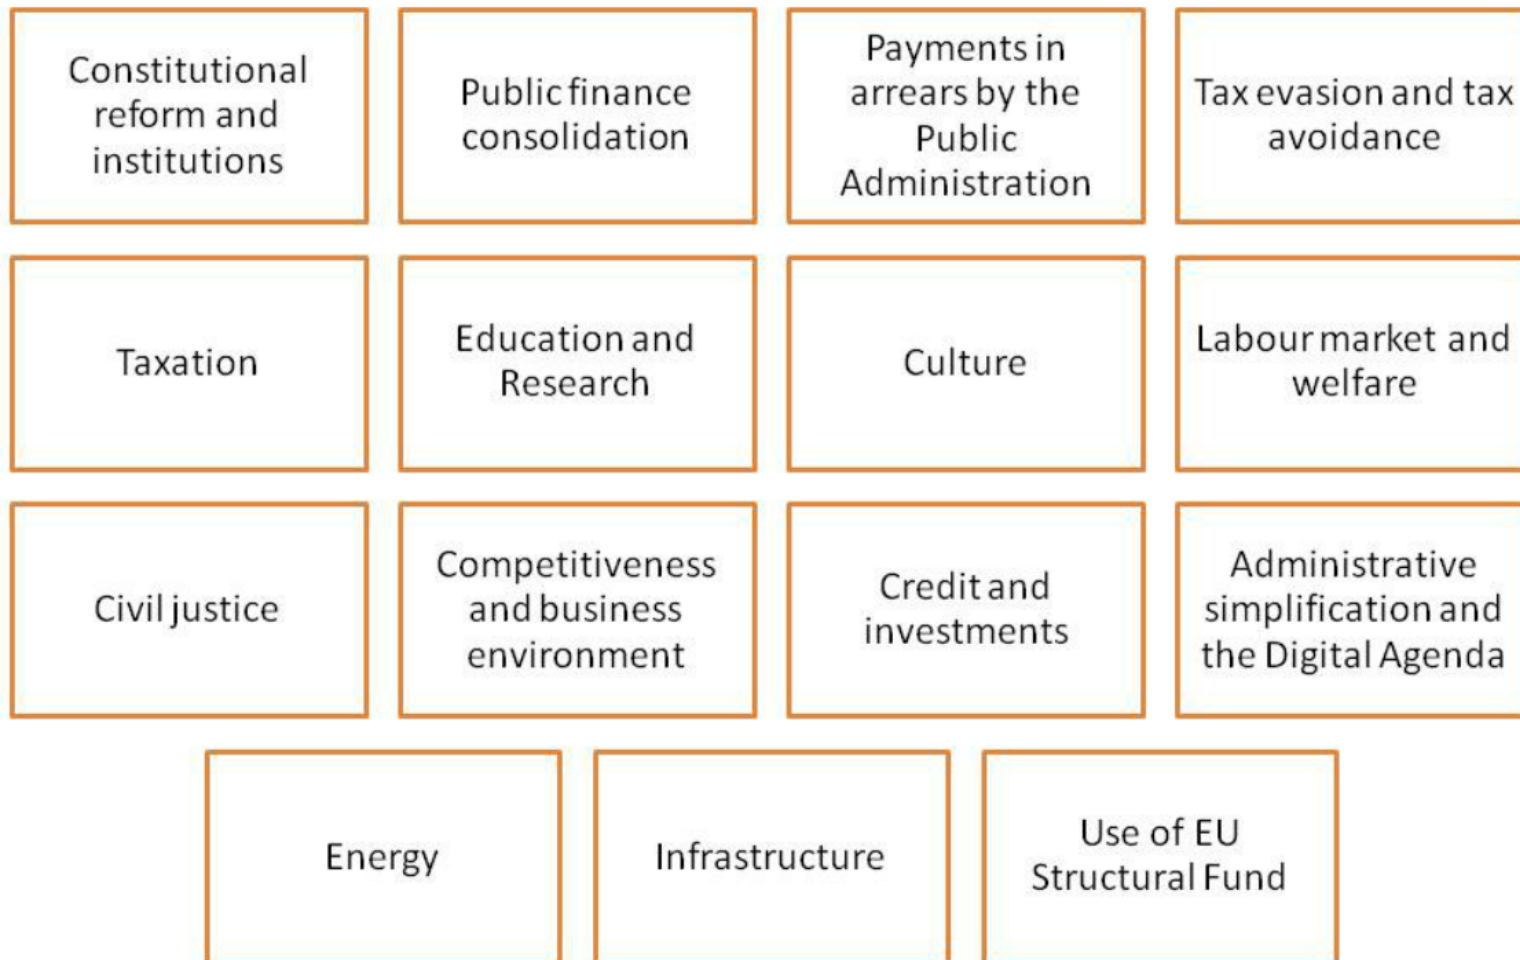 Constitutional
reform and
institutions
Public finance
consolidation
Payments in
arrears by the
Public
Administration
Tax evasion and tax
avoidance
Taxation
Education and
Research
Culture
Labour market and
welfare
Civil justice
Competitiveness
and business
environment
Credit and
investments
Administrative
simplification and
the Digital Agenda
Energy
Infrastructure
Use of EU
Structural Fund